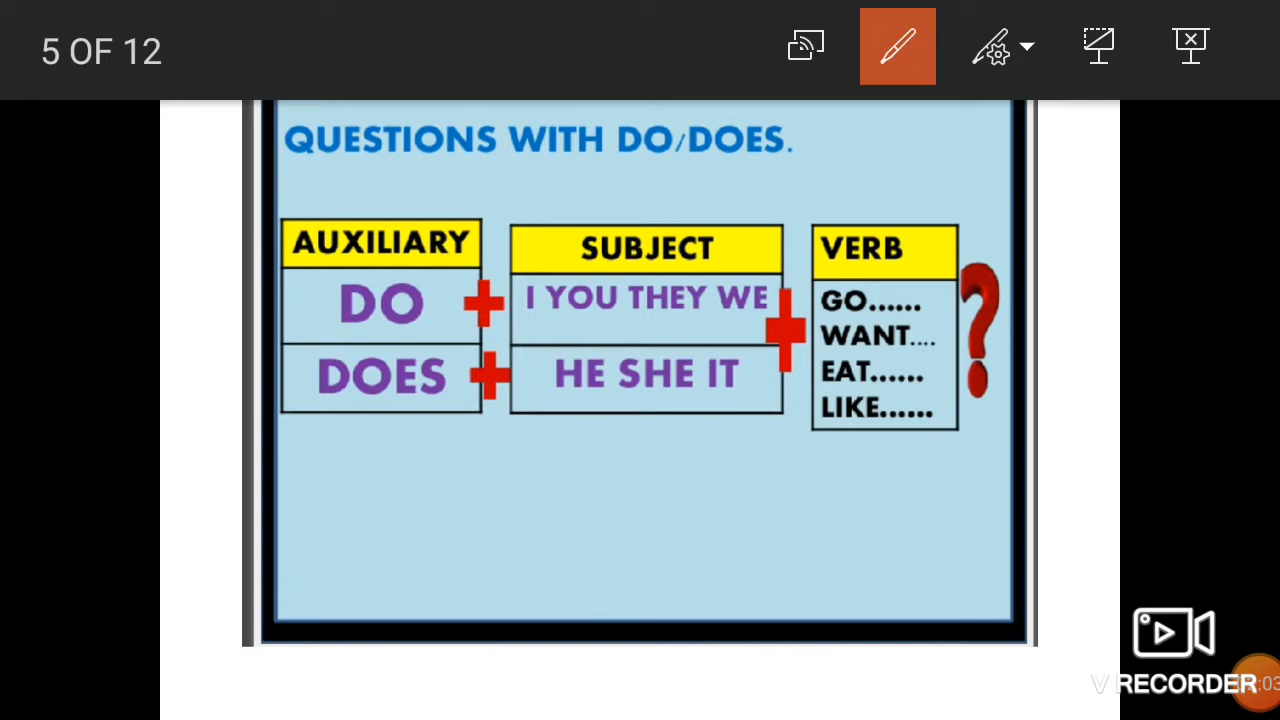 5 OF 12
QUESTIONS WITH DO/DOES.
AUXILIARY
DO
DOES
SUBJECT
I YOU THEY WE
HE SHE IT
VERB
GO......
WANT....
EAT......
LIKE......
?
V RECORDER